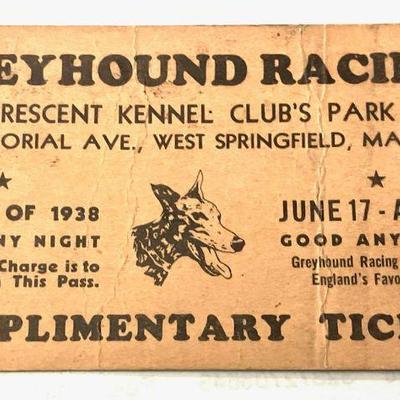 EYHOUND RACIN
RESCENT KENNEL CLUB'S PARK
ORIAL AVE., WEST SPRINGFIELD, MA
OF 1938
NY NIGHT
Charge is to
This Pass.
JUNE 17 - A
GOOD ANY
Greyhound Racing
England's Favo
PLIMENTARY TIC